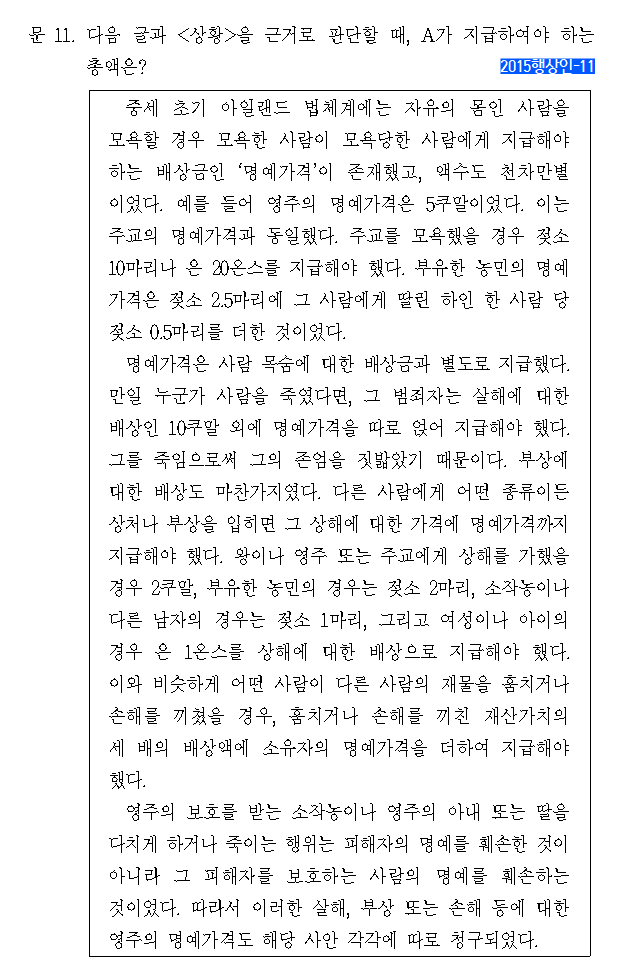 문 11. 다음 글과 <상황>을 근거로 판단할 때, A가 지급하여야 하는
총액은?
2015행상인-11
중세 초기 아일랜드 법체계에는 자유의 몸인 사람을
모욕할 경우 모욕한 사람이 모욕당한 사람에게 지급해야
하는 배상금인 ‘명예가격’이 존재했고, 액수도 천차만별
이었다. 예를 들어 영주의 명예가격은 5쿠말이었다. 이는
주교의 명예가격과 동일했다. 주교를 모욕했을 경우 젖소
10마리나 은 20온스를 지급해야 했다. 부유한 농민의 명예
가격은 젖소 2.5마리에 그 사람에게 딸린 하인 한 사람 당
젖소 0.5마리를 더한 것이었다.
명예가격은 사람 목숨에 대한 배상금과 별도로 지급했다.
만일 누군가 사람을 죽였다면, 그 범죄자는 살해에 대한
배상인 10쿠말 외에 명예가격을 따로 얹어 지급해야 했다.
그를 죽임으로써 그의 존엄을 짓밟았기 때문이다. 부상에
대한 배상도 마찬가지였다. 다른 사람에게 어떤 종류이든
상처나 부상을 입히면 그 상해에 대한 가격에 명예가격까지
지급해야 했다. 왕이나 영주 또는 주교에게 상해를 가했을
경우 2쿠말, 부유한 농민의 경우는 젖소 2마리, 소작농이나
다른 남자의 경우는 젖소 1마리, 그리고 여성이나 아이의
경우 은 1온스를 상해에 대한 배상으로 지급해야 했다.
이와 비슷하게 어떤 사람이 다른 사람의 재물을 훔치거나
손해를 끼쳤을 경우, 훔치거나 손해를 끼친 재산가치의
세 배의 배상액에 소유자의 명예가격을 더하여 지급해야
했다.
영주의 보호를 받는 소작농이나 영주의 아내 또는 딸을
다치게 하거나 죽이는 행위는 피해자의 명예를 훼손한 것이
아니라 그 피해자를 보호하는 사람의 명예를 훼손하는
것이었다. 따라서 이러한 살해, 부상 또는 손해 등에 대한
영주의 명예가격도 해당 사안 각각에 따로 청구되었다.